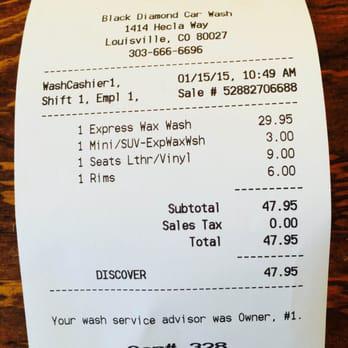 Black Diamond Car Wash
1414 Hecla Way
Louisville, CO 80027
303-666-6696
WashCashier1, 01/15/15, 10:49 AM
Shift 1, Empl 1, Sale # 52882706688
1 Express Wax Wash 29.95
1 Mini/SUV-ExpWaxWsh 3.00
1 Seats Lthr/Vinyl 9.00
1 Rims 6.00
Subtotal 47.95
Sales Tax 0.00
Total 47.95
DISCOVER 47.95
Your wash service advisor was Owner, #1.
328